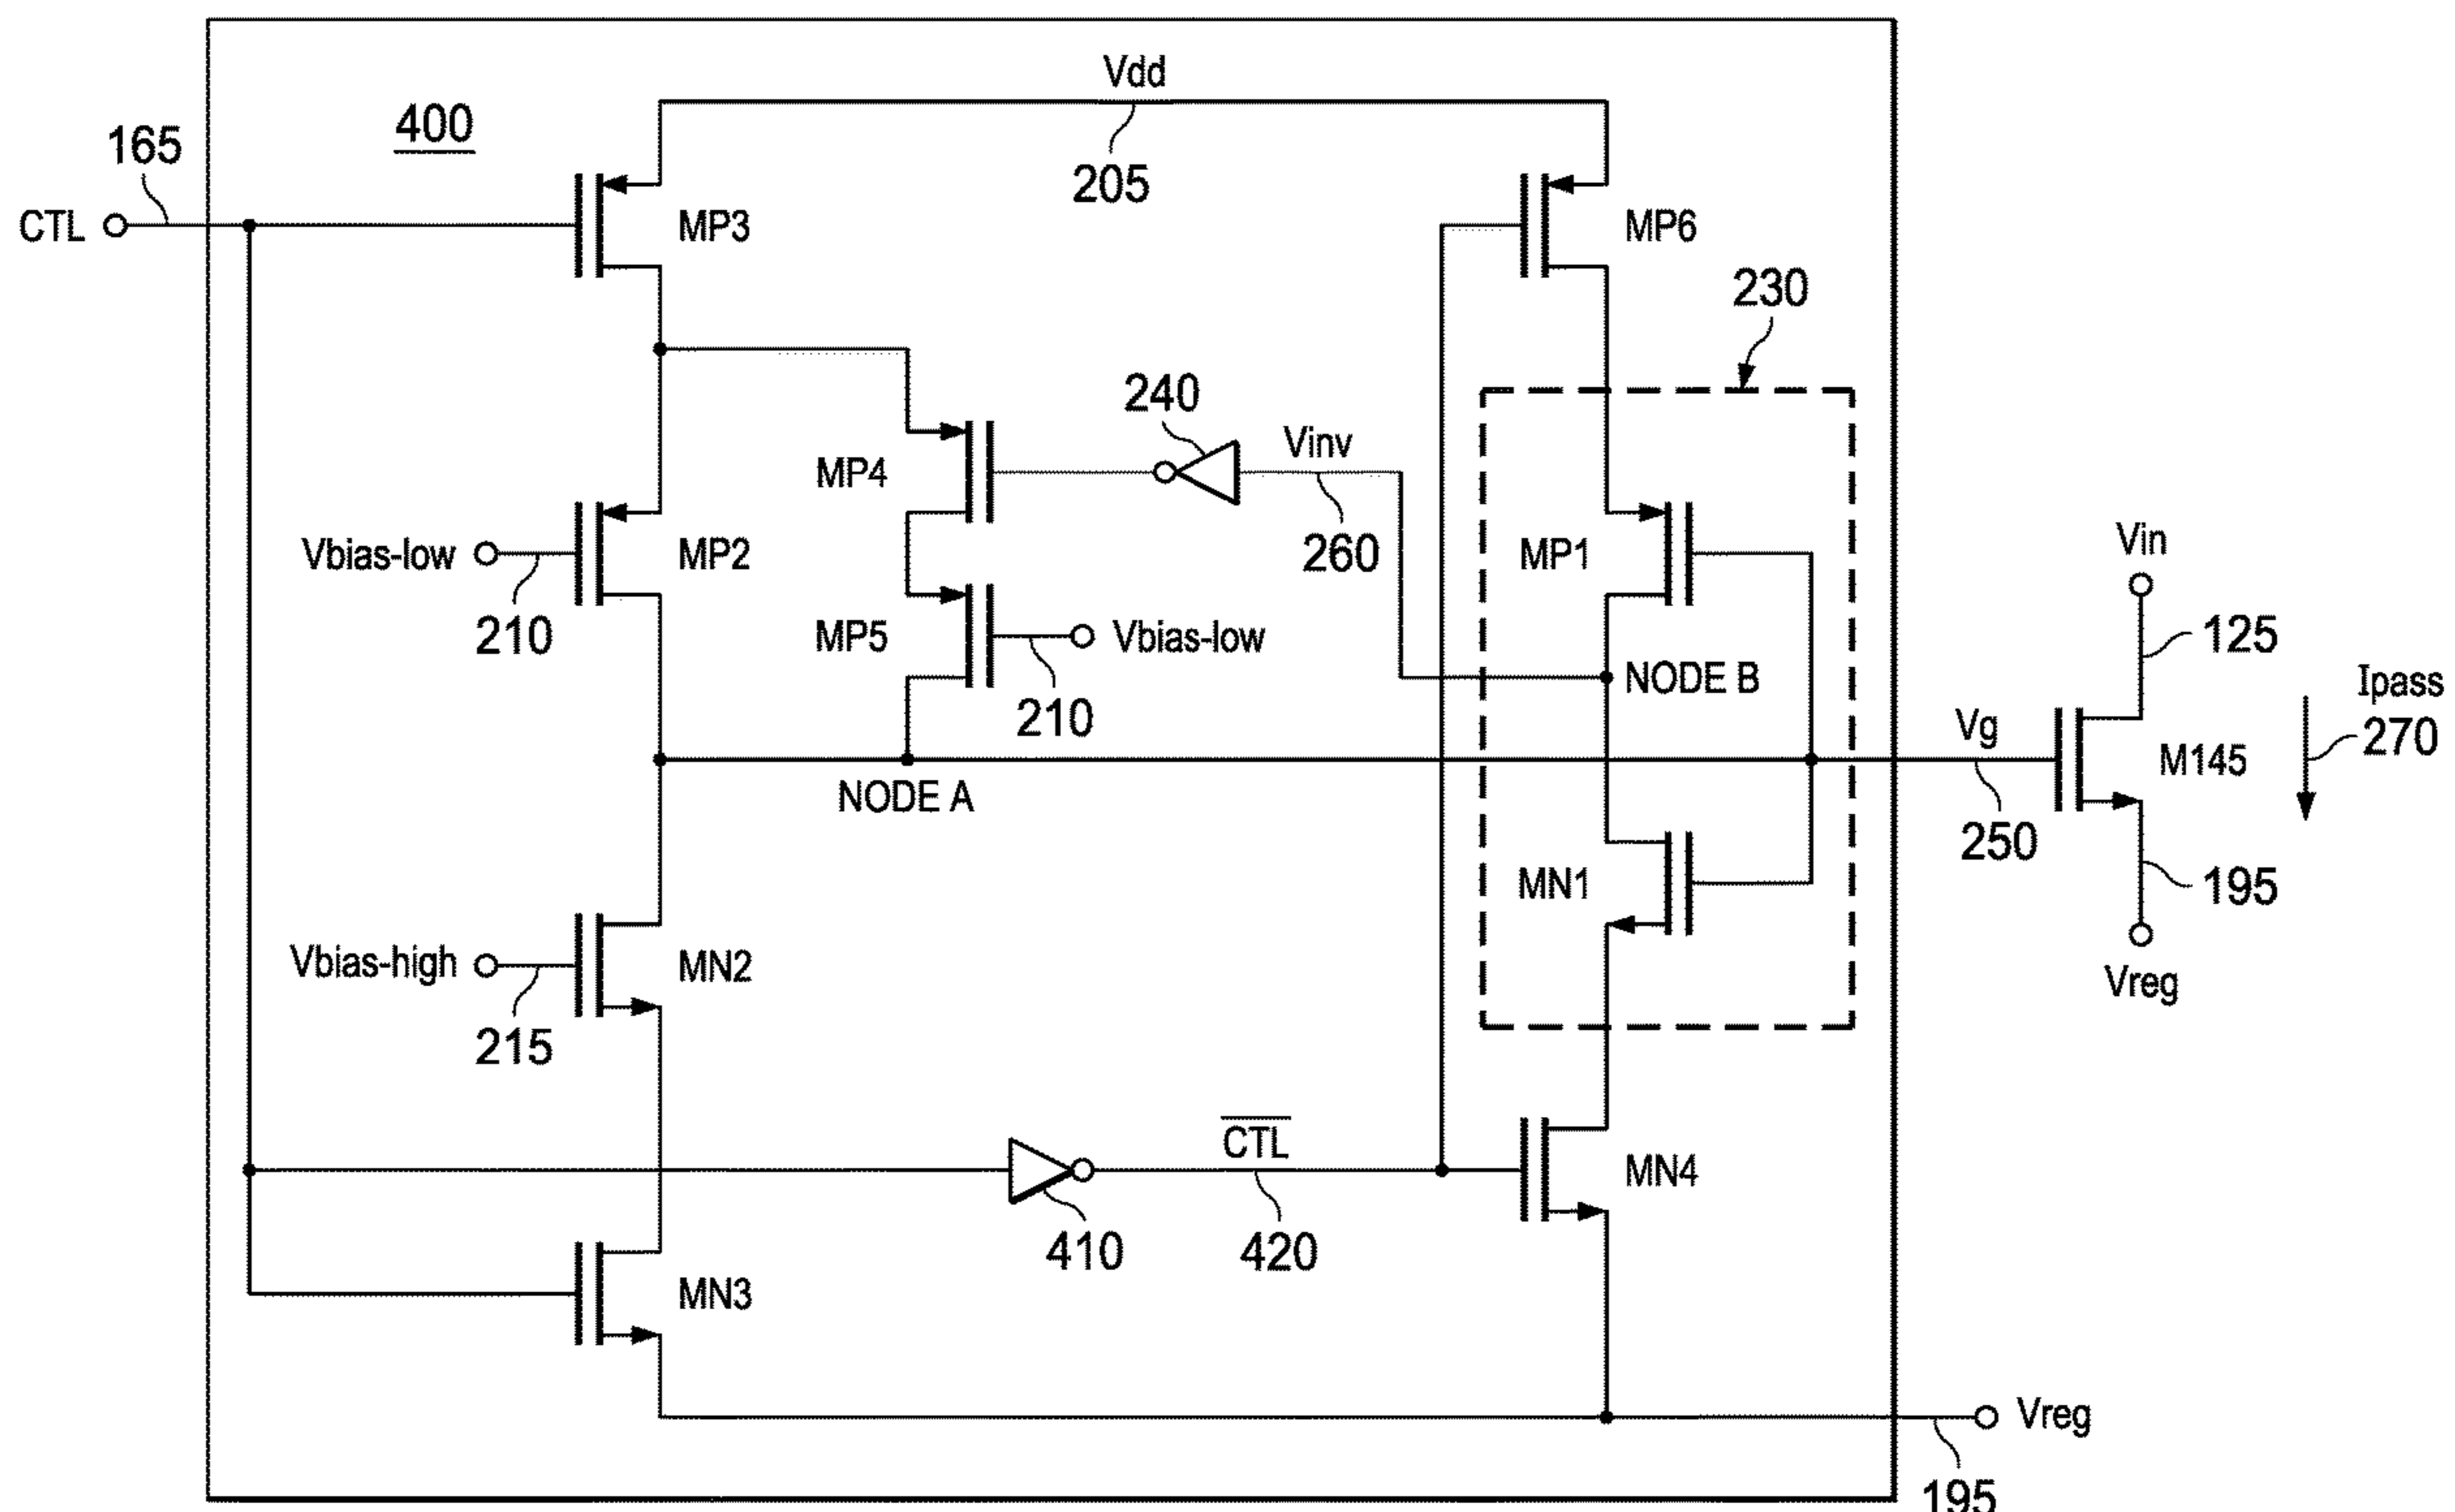 Vdd
400
165
205
CTL
MP3
MP6
230
240
Vinv
MP4
Vin
Vbias-low
MP2
260
MP1
125
210
MP5
Vbias-low
NODE B
Ipass
210
Vg
270
M145
NODE A
250
MN1
195
Vbias-high
MN2
Vreg
215
C̅T̅L̅
MN4
410
420
MN3
Vreg
195